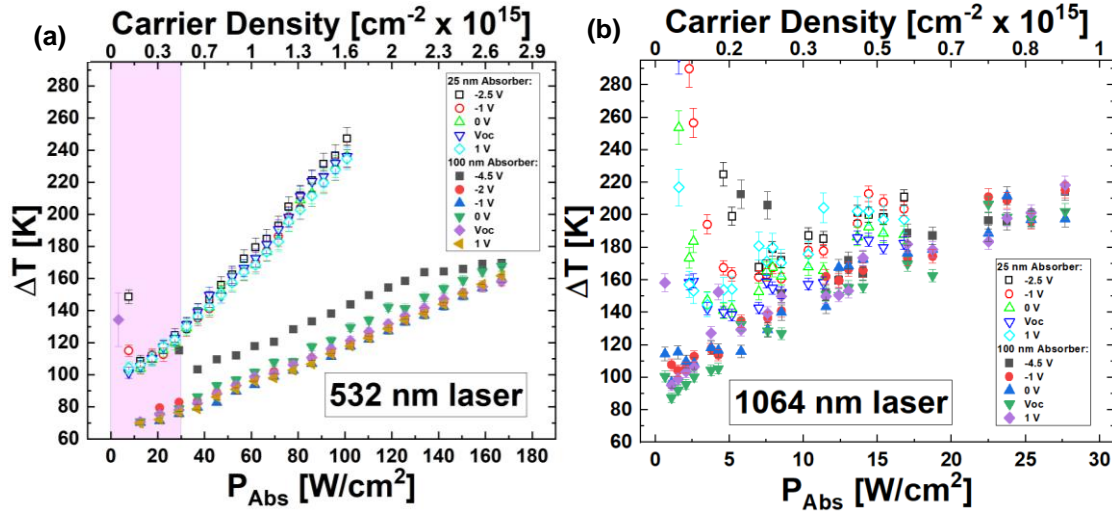 (a)
Carrier Density [cm-2 x 1015]
0 0.3 0.7 1 1.3 1.6 2 2.3 2.6 2.9
280
260
240
220
200
180
160
140
120
100
80
60
ΔT [K]
25 nm Absorber:
-2.5 V
-1 V
0 V
Voc
1 V
100 nm Absorber:
-4.5 V
-2 V
-1 V
0 V
Voc
1 V
532 nm laser
0 20 40 60 80 100 120 140 160 180
PAbs [W/cm2]
(b)
Carrier Density [cm-2 x 1015]
0 0.2 0.3 0.5 0.7 0.8 1
280
260
240
220
200
180
160
140
120
100
80
60
ΔT [K]
25 nm Absorber:
-2.5 V
-1 V
0 V
Voc
1 V
100 nm Absorber:
-4.5 V
-1 V
0 V
Voc
1 V
1064 nm laser
0 5 10 15 20 25 30
PAbs [W/cm2]